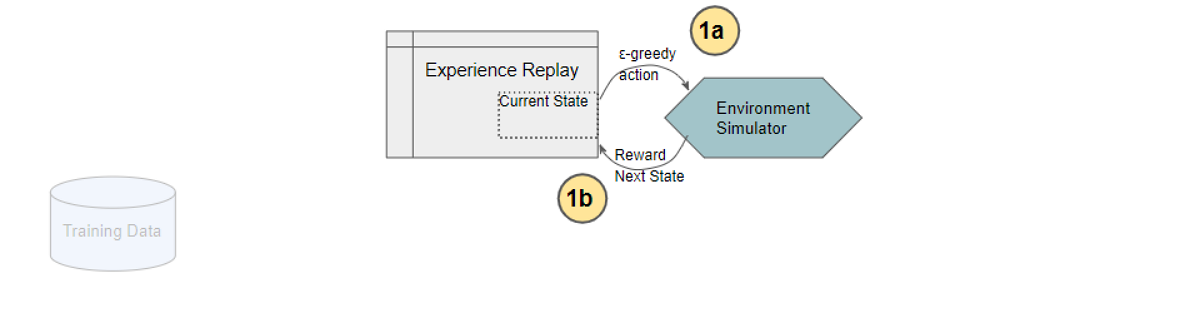 1a
ε-greedy
action
Experience Replay
Current State
Environment
Simulator
Reward
Next State
1b
Training Data